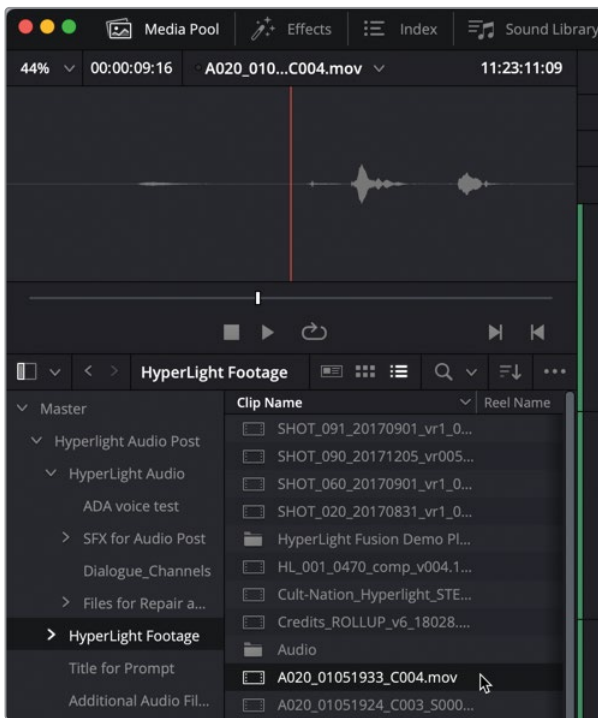 Media Pool Effects Index Sound Library
44% 00:00:09:16 A020_010...C004.mov 11:23:11:09
HyperLight Footage
Master
Hyperlight Audio Post
HyperLight Audio
ADA voice test
SFX for Audio Post
Dialogue_Channels
Files for Repair a...
HyperLight Footage
Title for Prompt
Additional Audio Fil...
Clip Name Reel Name
SHOT_091_20170901_vr1_0...
SHOT_090_20171205_vr005...
SHOT_060_20170901_vr1_0...
SHOT_020_20170831_vr1_0...
HyperLight Fusion Demo Pl...
HL_001_0470_comp_v004.1...
Cult-Nation_Hyperlight_STE...
Credits_ROLLUP_v6_18028....
Audio
A020_01051933_C004.mov
A020_01051924_C003_S000...